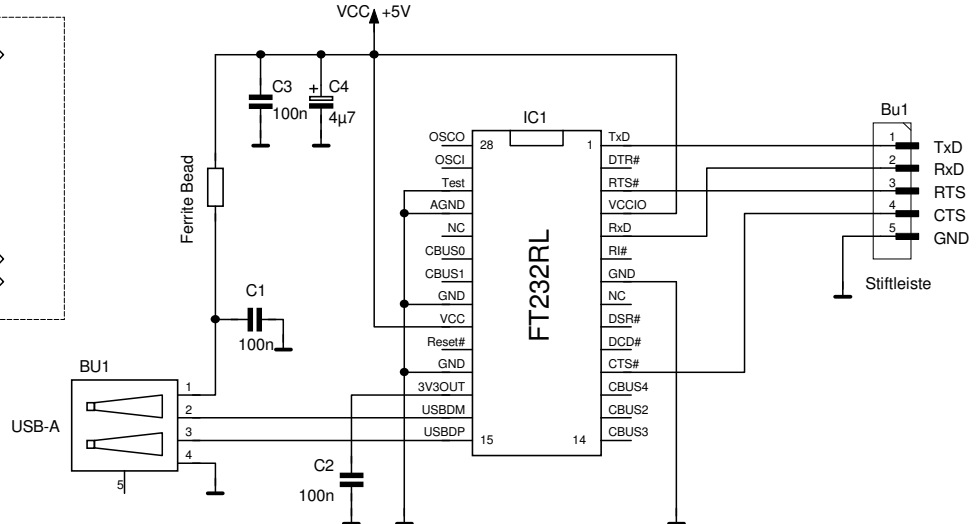 VCC +5V
C3
100n
+ C4
4µ7
Ferrite Bead
C1
100n
BU1
USB-A
1
2
3
4
5
C2
100n
IC1
FT232RL
28
1
15
14
OSCO
OSCI
Test
AGND
NC
CBUS0
CBUS1
GND
VCC
Reset#
GND
3V3OUT
USBDM
USBDP
TxD
DTR#
RTS#
VCCIO
RxD
RI#
GND
NC
DSR#
DCD#
CTS#
CBUS4
CBUS2
CBUS3
Bu1
1 TxD
2 RxD
3 RTS
4 CTS
5 GND
Stiftleiste